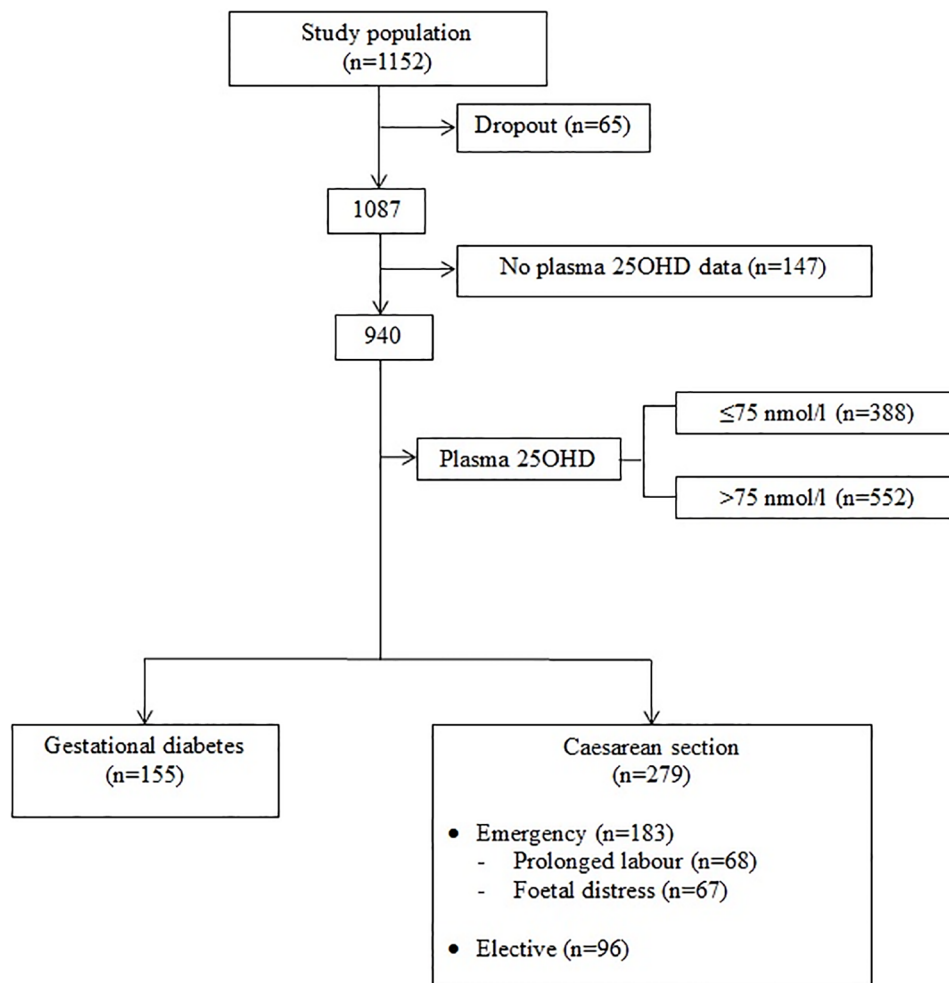 Study population
(n=1152)
Dropout (n=65)
1087
No plasma 25OHD data (n=147)
940
≤75 nmol/l (n=388)
Plasma 25OHD
>75 nmol/l (n=552)
Gestational diabetes
(n=155)
Caesarean section
(n=279)
• Emergency (n=183)
- Prolonged labour (n=68)
- Foetal distress (n=67)
• Elective (n=96)